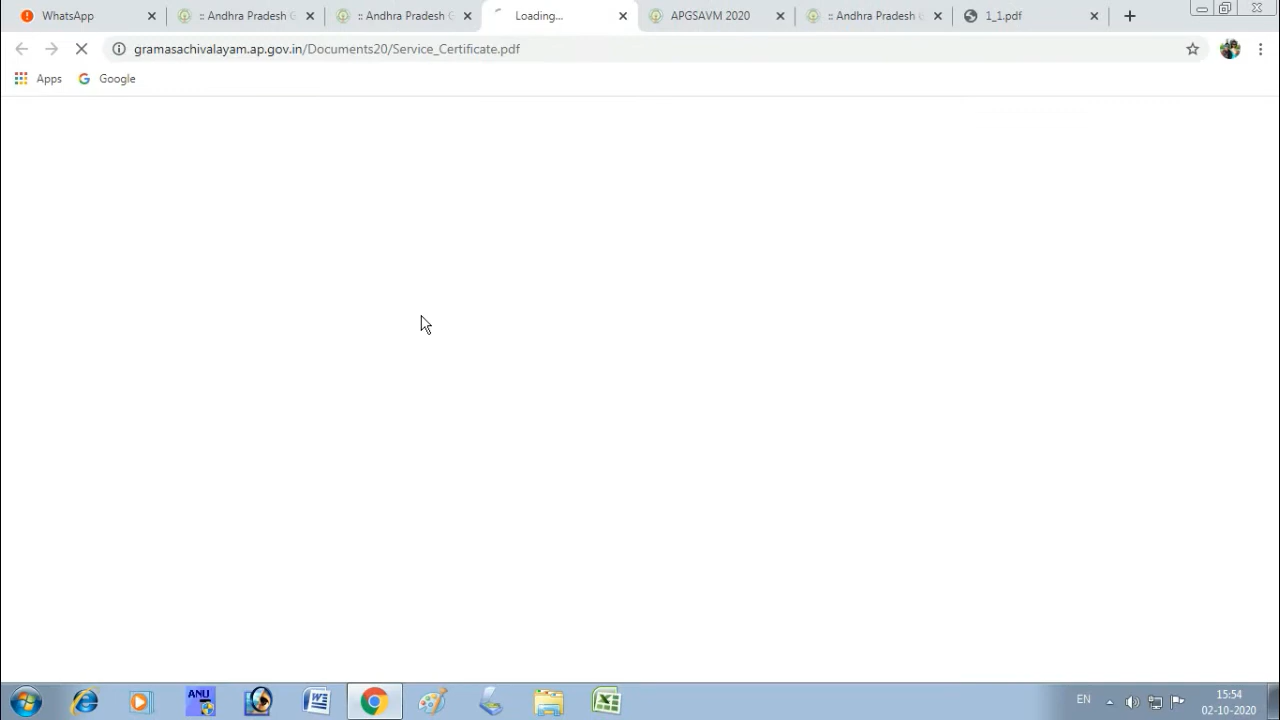 WhatsApp
:: Andhra Pradesh G
:: Andhra Pradesh G
Loading...
APGSAVM 2020
:: Andhra Pradesh G
1_1.pdf
gramasachivalayam.ap.gov.in/Documents20/Service_Certificate.pdf
Apps
Google
ANU
EN
15:54
02-10-2020